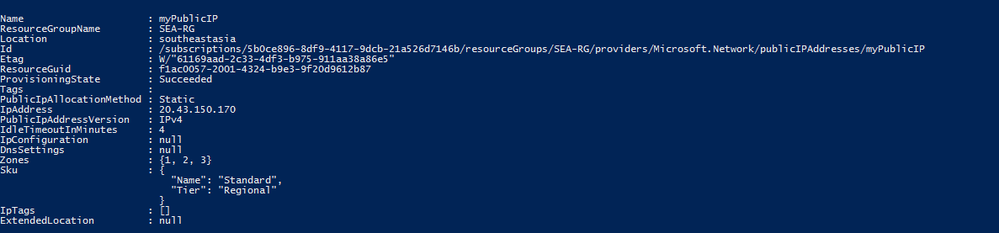 Name : myPublicIP
ResourceGroupName : SEA-RG
Location : southeastasia
Id : /subscriptions/5b0ce896-8df9-4117-9dcb-21a526d7146b/resourceGroups/SEA-RG/providers/Microsoft.Network/publicIPAddresses/myPublicIP
Etag : W/"61169aad-2c33-4df3-b975-911aa38a86e5"
ResourceGuid : f1ac0057-2001-4324-b9e3-9f20d9612b87
ProvisioningState : Succeeded
Tags :
PublicIpAllocationMethod : Static
IpAddress : 20.43.150.170
PublicIpAddressVersion : IPv4
IdleTimeoutInMinutes : 4
IpConfiguration : null
DnsSettings : null
Zones : {1, 2, 3}
Sku : {
"Name": "Standard",
"Tier": "Regional"
}
IpTags : []
ExtendedLocation : null